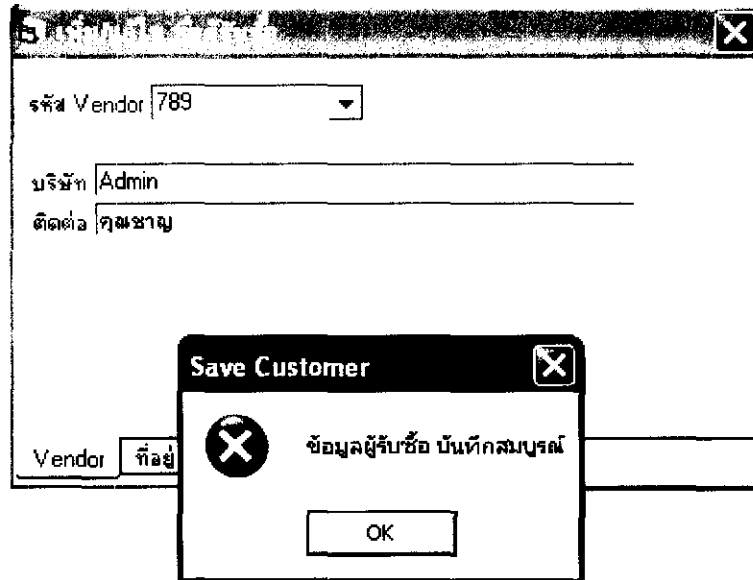 รหัส Vendor 789
บริษัท Admin
ติดต่อ คุณชาญ
Save Customer
ข้อมูลผู้รับซื้อ บันทึกสมบูรณ์
OK
Vendor ที่อยู่